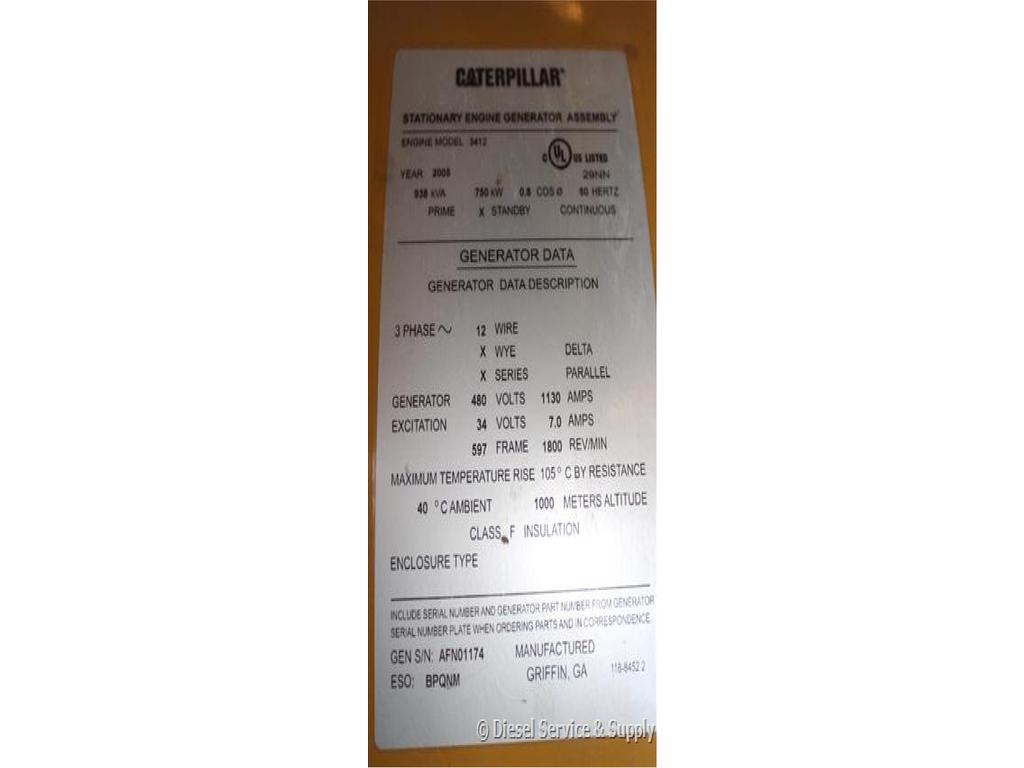 CATERPILLAR®
STATIONARY ENGINE GENERATOR ASSEMBLY
ENGINE MODEL 3412
C UL US LISTED
YEAR 2005 29NN
938 kVA 750 kW 0.8 COS Ø 60 HERTZ
PRIME X STANDBY CONTINUOUS
GENERATOR DATA
GENERATOR DATA DESCRIPTION
3 PHASE ~ 12 WIRE
X WYE DELTA
X SERIES PARALLEL
GENERATOR 480 VOLTS 1130 AMPS
EXCITATION 34 VOLTS 7.0 AMPS
597 FRAME 1800 REV/MIN
MAXIMUM TEMPERATURE RISE 105° C BY RESISTANCE
40 °C AMBIENT 1000 METERS ALTITUDE
CLASS F INSULATION
ENCLOSURE TYPE
INCLUDE SERIAL NUMBER AND GENERATOR PART NUMBER FROM GENERATOR
SERIAL NUMBER PLATE WHEN ORDERING PARTS AND IN CORRESPONDENCE.
GEN S/N: AFN01174 MANUFACTURED
ESO: BPQNM GRIFFIN, GA 118-8452 2
© Diesel Service & Supply